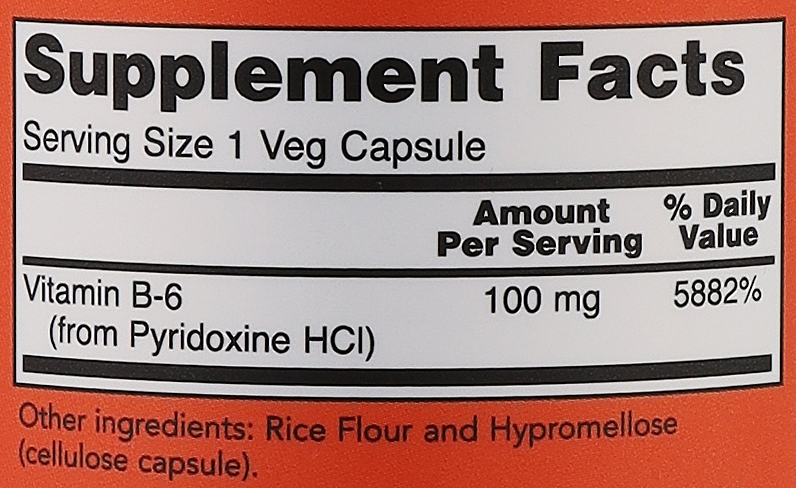 Supplement Facts
Serving Size 1 Veg Capsule
Amount Per Serving
% Daily Value
Vitamin B-6 100 mg 5882%
(from Pyridoxine HCl)
Other ingredients: Rice Flour and Hypromellose
(cellulose capsule).